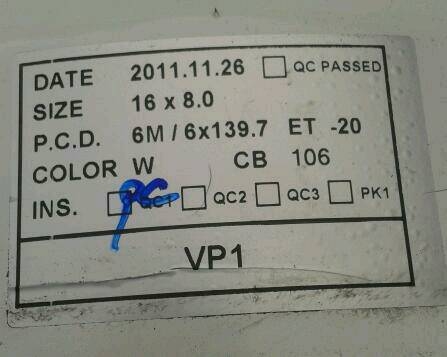 DATE 2011.11.26 QC PASSED
SIZE 16 x 8.0
P.C.D. 6M / 6x139.7 ET -20
COLOR W CB 106
INS. QC1 QC2 QC3 PK1
VP1